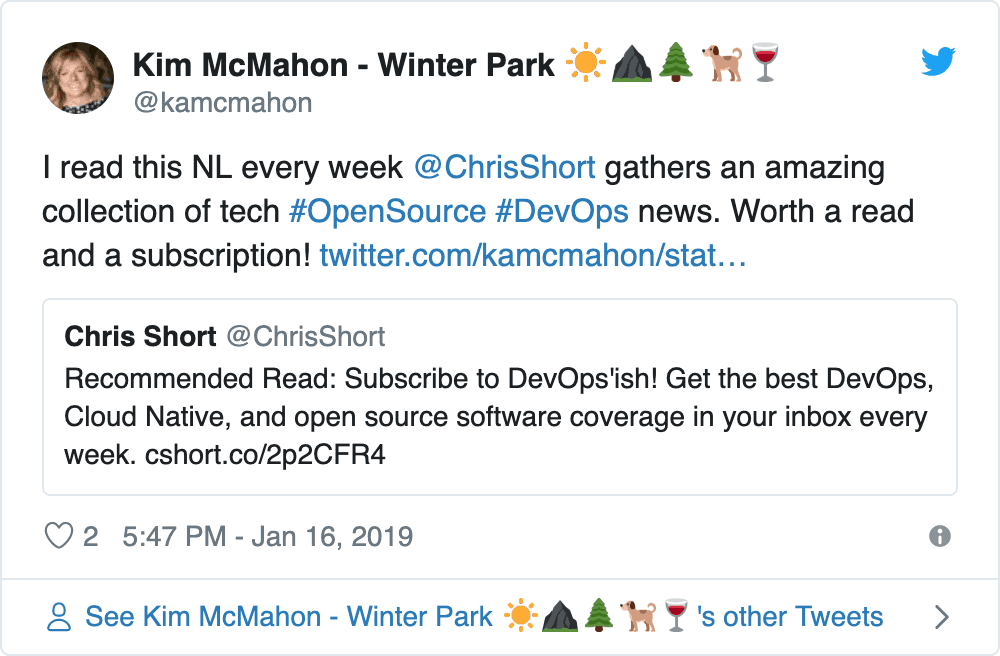 Kim McMahon - Winter Park ☀️⛰️🌲🐕🍷
@kamcmahon
I read this NL every week @ChrisShort gathers an amazing
collection of tech #OpenSource #DevOps news. Worth a read
and a subscription! twitter.com/kamcmahon/stat…
Chris Short @ChrisShort
Recommended Read: Subscribe to DevOps'ish! Get the best DevOps,
Cloud Native, and open source software coverage in your inbox every
week. cshort.co/2p2CFR4
2 5:47 PM - Jan 16, 2019
See Kim McMahon - Winter Park ☀️⛰️🌲🐕🍷 's other Tweets